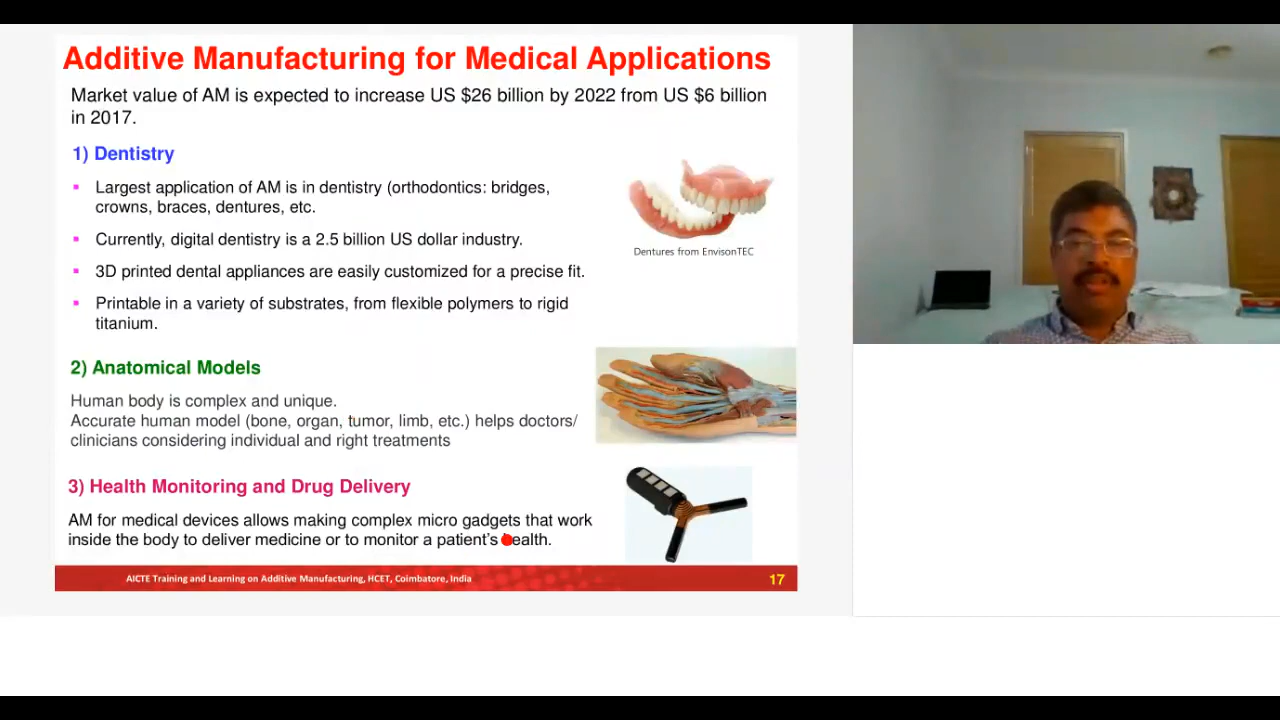 Additive Manufacturing for Medical Applications
Market value of AM is expected to increase US $26 billion by 2022 from US $6 billion
in 2017.
1) Dentistry
▪ Largest application of AM is in dentistry (orthodontics: bridges,
crowns, braces, dentures, etc.
▪ Currently, digital dentistry is a 2.5 billion US dollar industry.
▪ 3D printed dental appliances are easily customized for a precise fit.
▪ Printable in a variety of substrates, from flexible polymers to rigid
titanium.
Dentures from EnvisonTEC
2) Anatomical Models
Human body is complex and unique.
Accurate human model (bone, organ, tumor, limb, etc.) helps doctors/
clinicians considering individual and right treatments
3) Health Monitoring and Drug Delivery
AM for medical devices allows making complex micro gadgets that work
inside the body to deliver medicine or to monitor a patient's health.
AICTE Training and Learning on Additive Manufacturing, HCET, Coimbatore, India
17